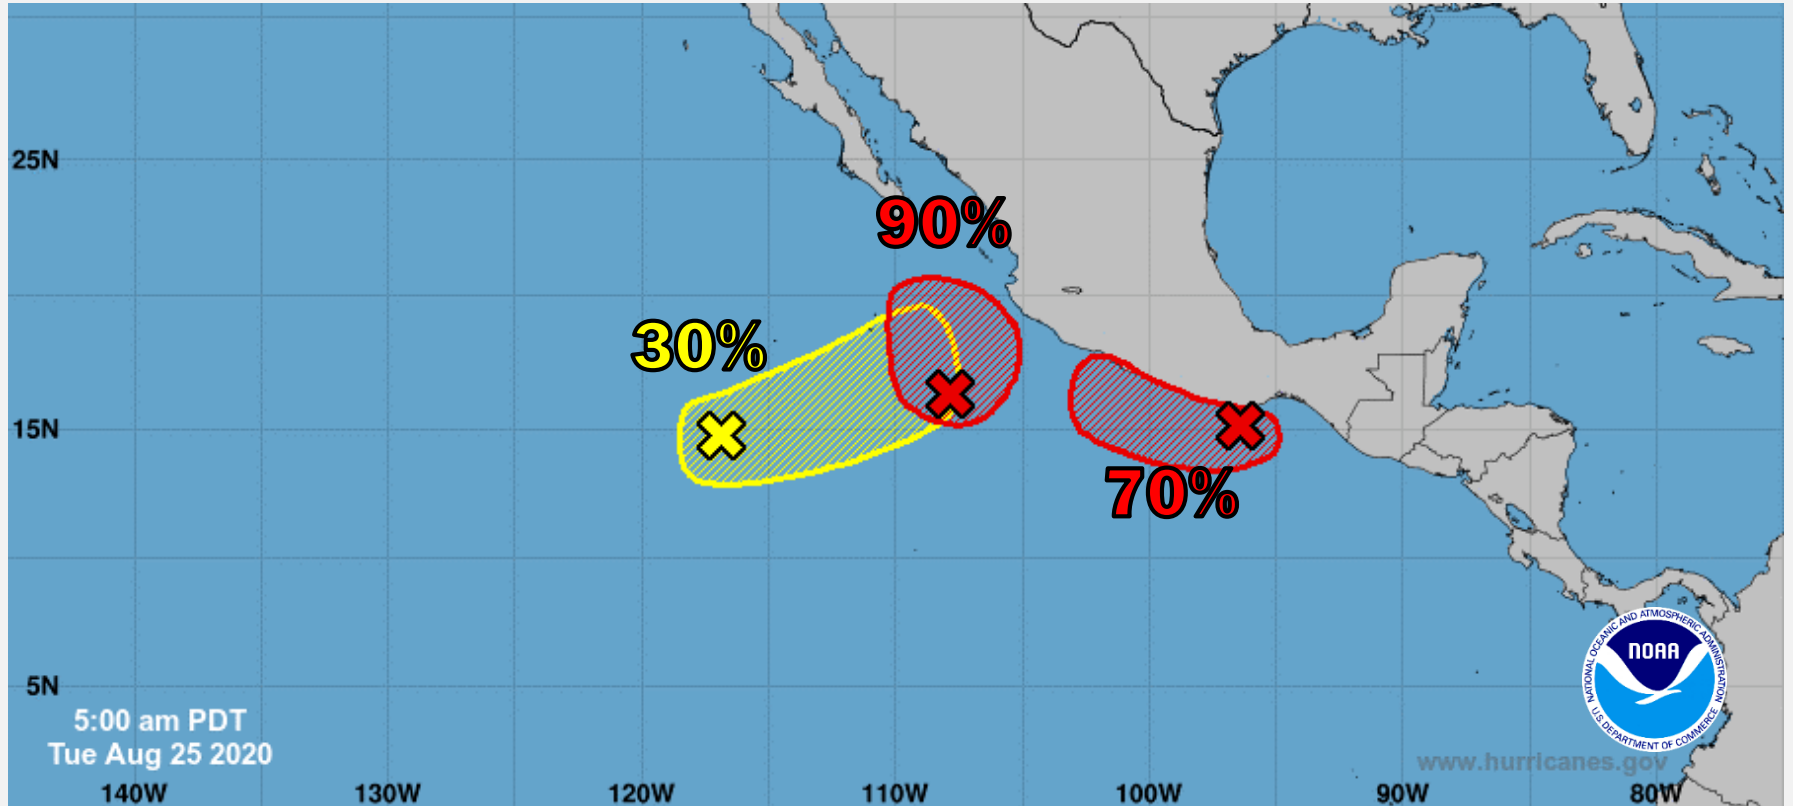 25N
90%
30%
15N
70%
NATIONAL OCEANIC AND ATMOSPHERIC ADMINISTRATION
NOAA
U.S. DEPARTMENT OF COMMERCE
5N
5:00 am PDT
Tue Aug 25 2020
www.hurricanes.gov
140W 130W 120W 110W 100W 90W 80W